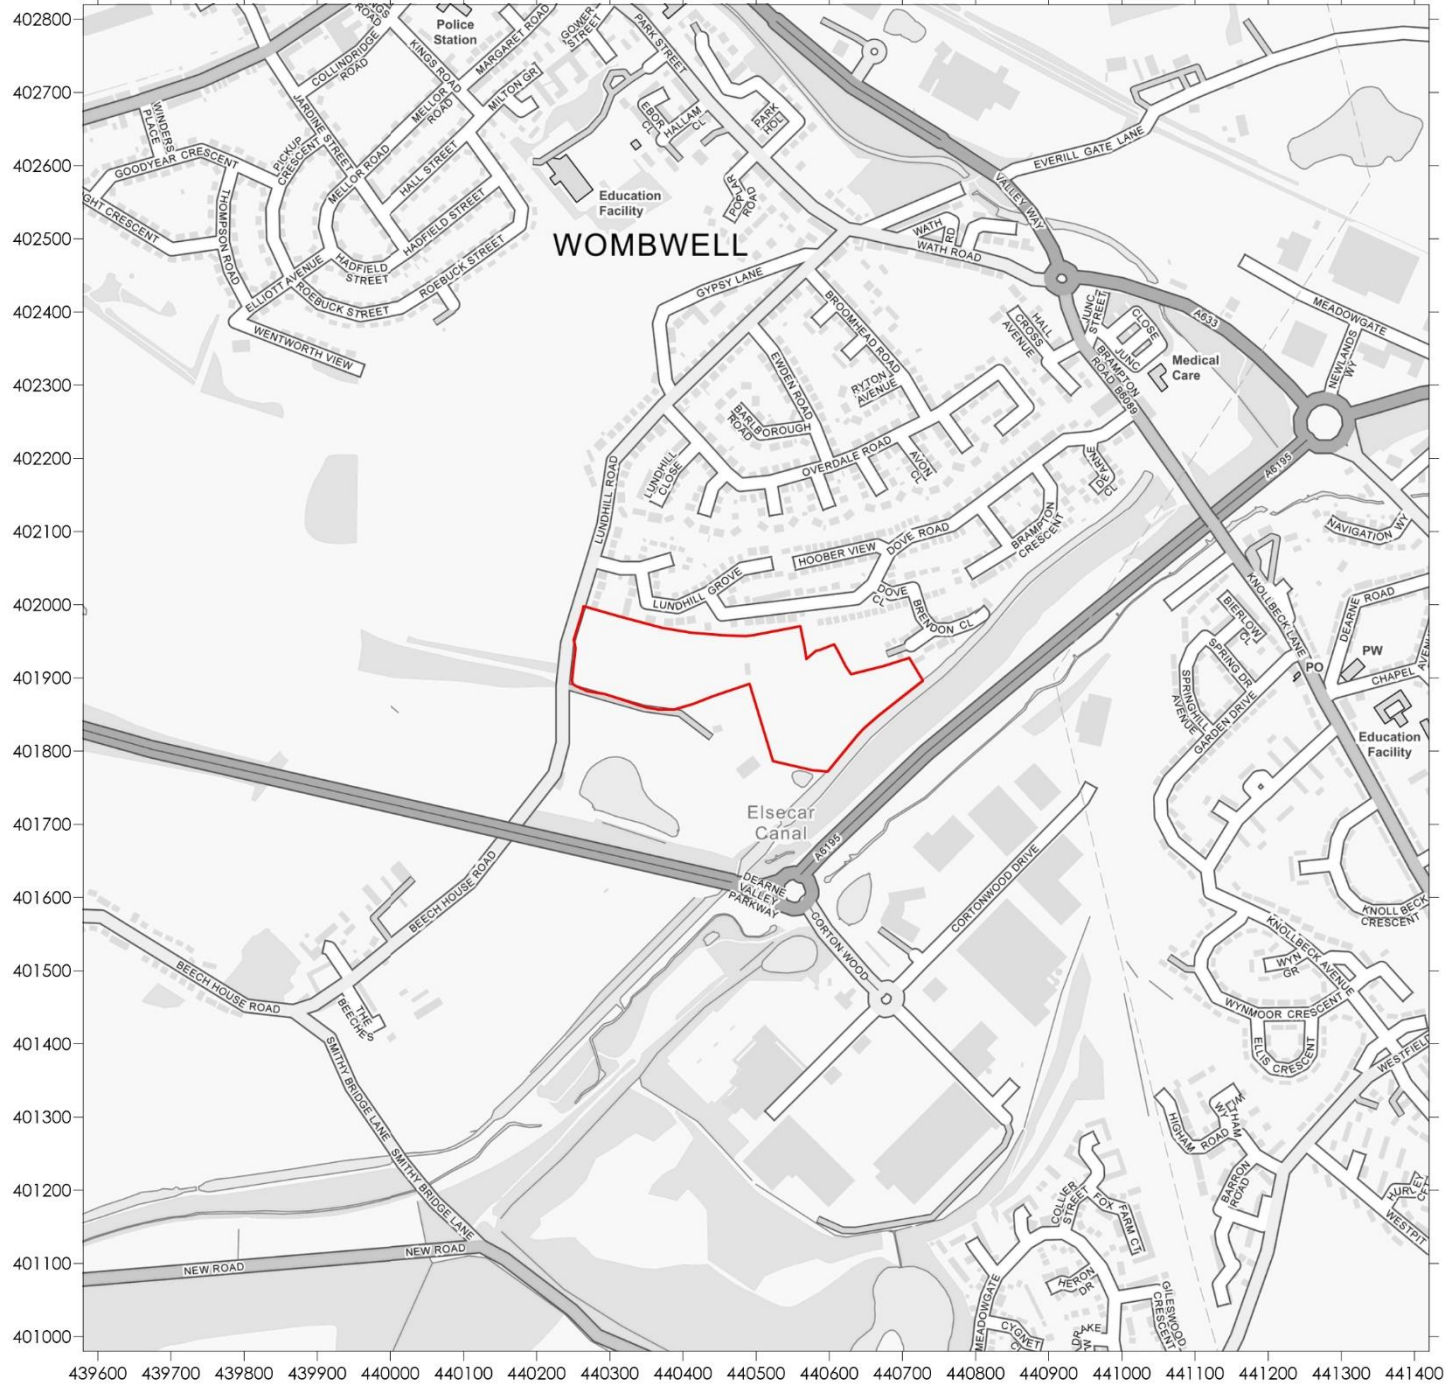 402800
402700
402600
402500
402400
402300
402200
402100
402000
401900
401800
401700
401600
401500
401400
401300
401200
401100
401000
Police
Station
COLLINDRIDGE
ROAD
KINGS ROAD
MARGARET ROAD
GOWER
STREET
PARK STREET
MILTON GR
MELLOR
ROAD
JARDINE STREET
WINDERS
PLACE
GOODYEAR CRESCENT
PICKUP
CRESCENT
MELLOR ROAD
HALL STREET
HADFIELD STREET
THOMPSON ROAD
GHT CRESCENT
ELLIOTT AVENUE
HADFIELD
STREET
ROEBUCK STREET
ROEBUCK STREET
WENTWORTH VIEW
EBOR
CL
HALLAM
CL
PARK
HOL
POPLAR
ROAD
Education
Facility
WOMBWELL
EVERILL GATE LANE
VALLEY WAY
WATH
RD
WATH ROAD
GYPSY LANE
BROOMHEAD ROAD
EWDEN ROAD
RYTON
AVENUE
BARLBOROUGH
ROAD
OVERDALE ROAD
AVON
CL
LUNDHILL
CLOSE
LUNDHILL ROAD
HALL
CROSS
AVENUE
JUNC
STREET
CLOSE
JUNC
BRAMPTON
ROAD B6089
Medical
Care
A633
MEADOWGATE
NEWLANDS
WY
A6195
DEARNE
CL
BRAMPTON
CRESCENT
DOVE ROAD
HOOBER VIEW
LUNDHILL GROVE
DOVE
CL
BRENDON CL
NAVIGATION WY
KNOLLBECK LANE
DEARNE ROAD
BIERLOW
CL
SPRING DR
SPRINGHILL
AVENUE
GARDEN DRIVE
PO
PW
CHAPEL AVEN
Education
Facility
Elsecar
Canal
A6195
DEARNE
VALLEY
PARKWAY
CORTON WOOD
CORTONWOOD DRIVE
BEECH HOUSE ROAD
BEECH HOUSE ROAD
THE
BEECHES
SMITHY BRIDGE LANE
SMITHY BRIDGE LANE
NEW ROAD
NEW ROAD
KNOLLBECK
CRESCENT
KNOLLBECK AVENUE
WYN
GR
WYNMOOR CRESCENT
ELLIS CRESCENT
WESTFIELD
HIGHAM ROAD
BARRON
ROAD
WESTPIT
COLLIER
STREET
FOX FARM CT
HERON
DR
MEADOWGATE
CYGNET
GILESWOOD
CRESCENT
439600 439700 439800 439900 440000 440100 440200 440300 440400 440500 440600 440700 440800 440900 441000 441100 441200 441300 441400